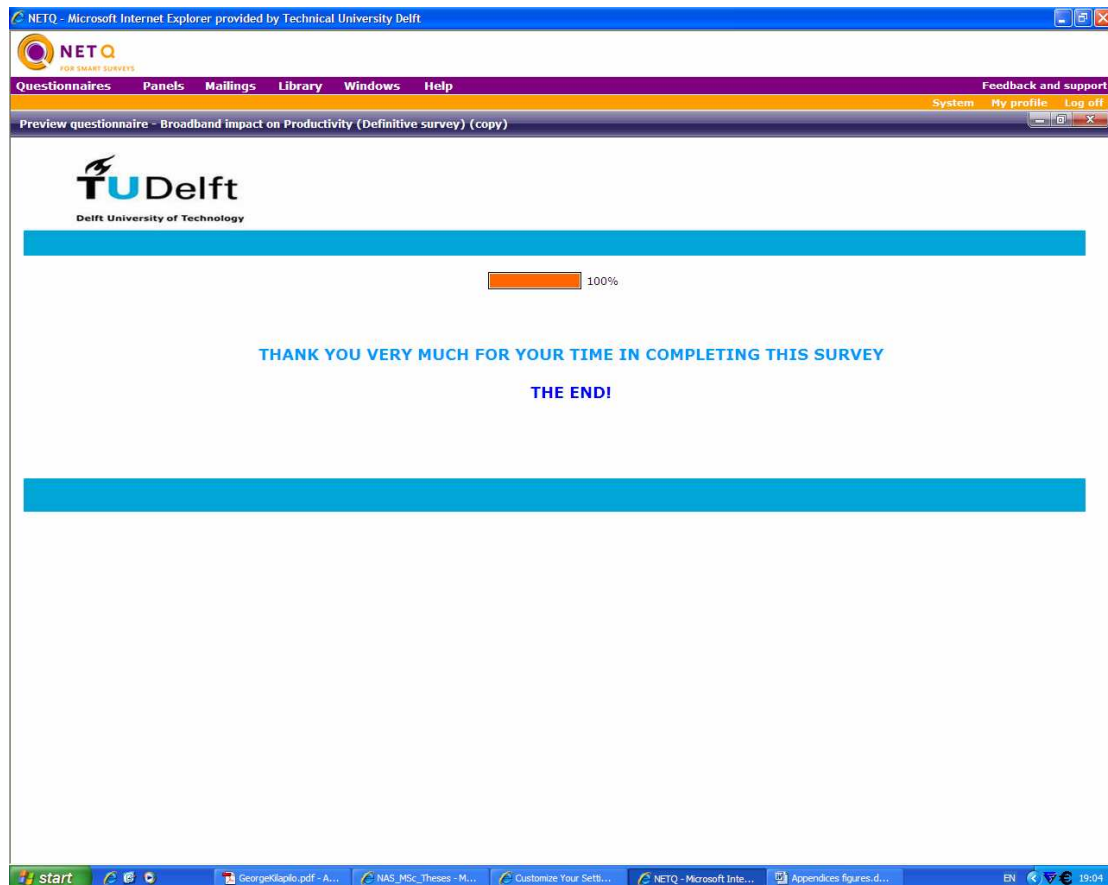 NETQ - Microsoft Internet Explorer provided by Technical University Delft
NETQ
FOR SMART SURVEYS
Questionnaires Panels Mailings Library Windows Help Feedback and support
System My profile Log off
Preview questionnaire - Broadband impact on Productivity (Definitive survey) (copy)
TUDelft
Delft University of Technology
100%
THANK YOU VERY MUCH FOR YOUR TIME IN COMPLETING THIS SURVEY
THE END!
start GeorgeKilapilo.pdf - A... NAS_MSc_Theses - M... Customize Your Setti... NETQ - Microsoft Inte... Appendices figures.d... EN 19:04